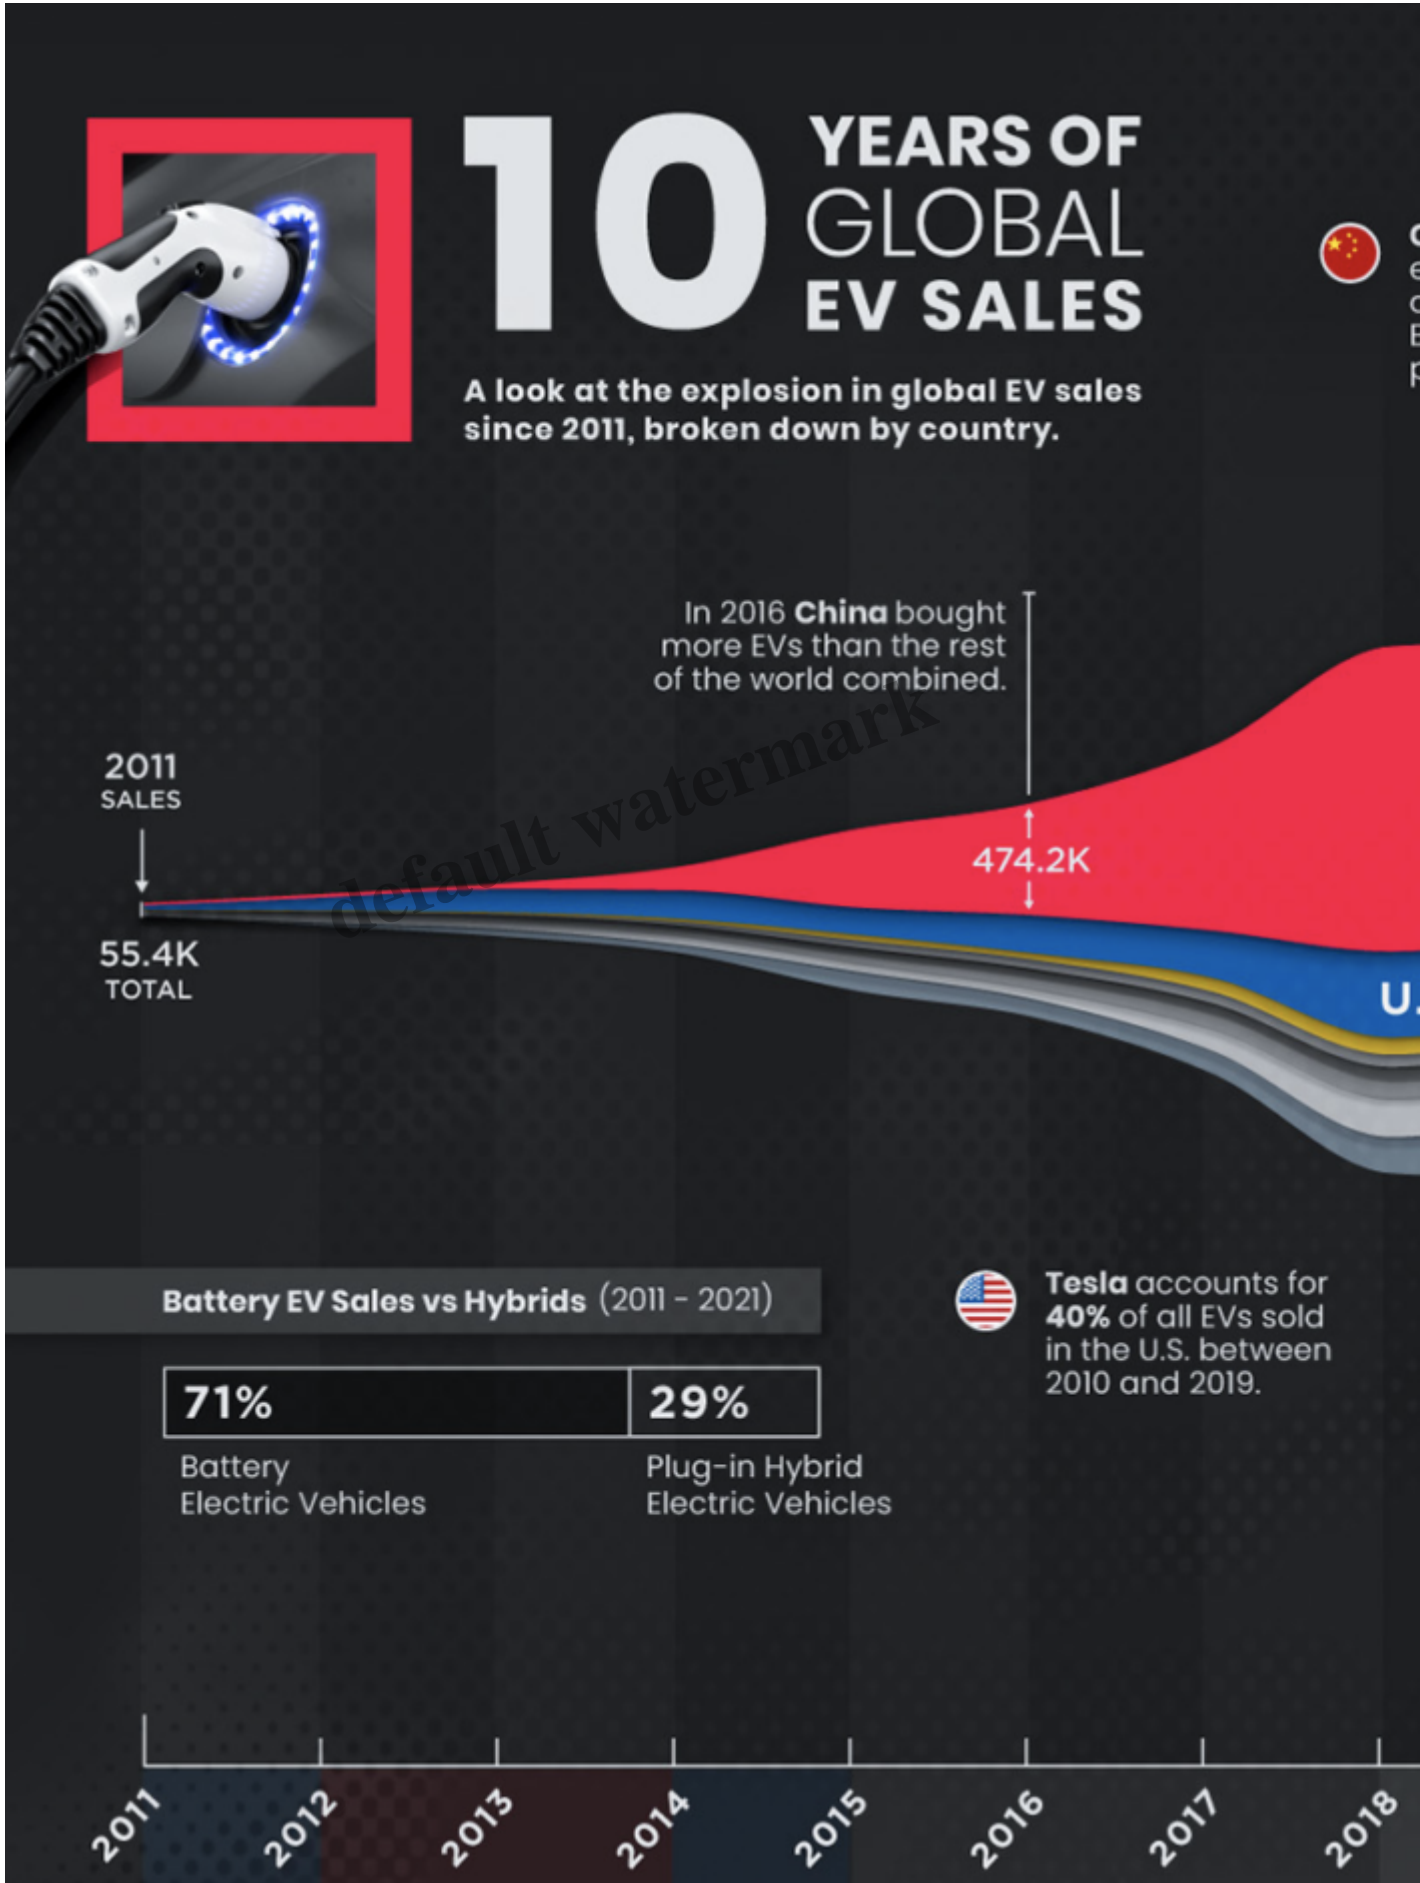 10 YEARS OF
GLOBAL
EV SALES
A look at the explosion in global EV sales
since 2011, broken down by country.
In 2016 China bought
more EVs than the rest
of the world combined.
default watermark
2011
SALES
474.2K
55.4K
TOTAL
U.
Battery EV Sales vs Hybrids (2011 - 2021)
71%
29%
Battery
Electric Vehicles
Plug-in Hybrid
Electric Vehicles
Tesla accounts for
40% of all EVs sold
in the U.S. between
2010 and 2019.
2011
2012
2013
2014
2015
2016
2017
2018